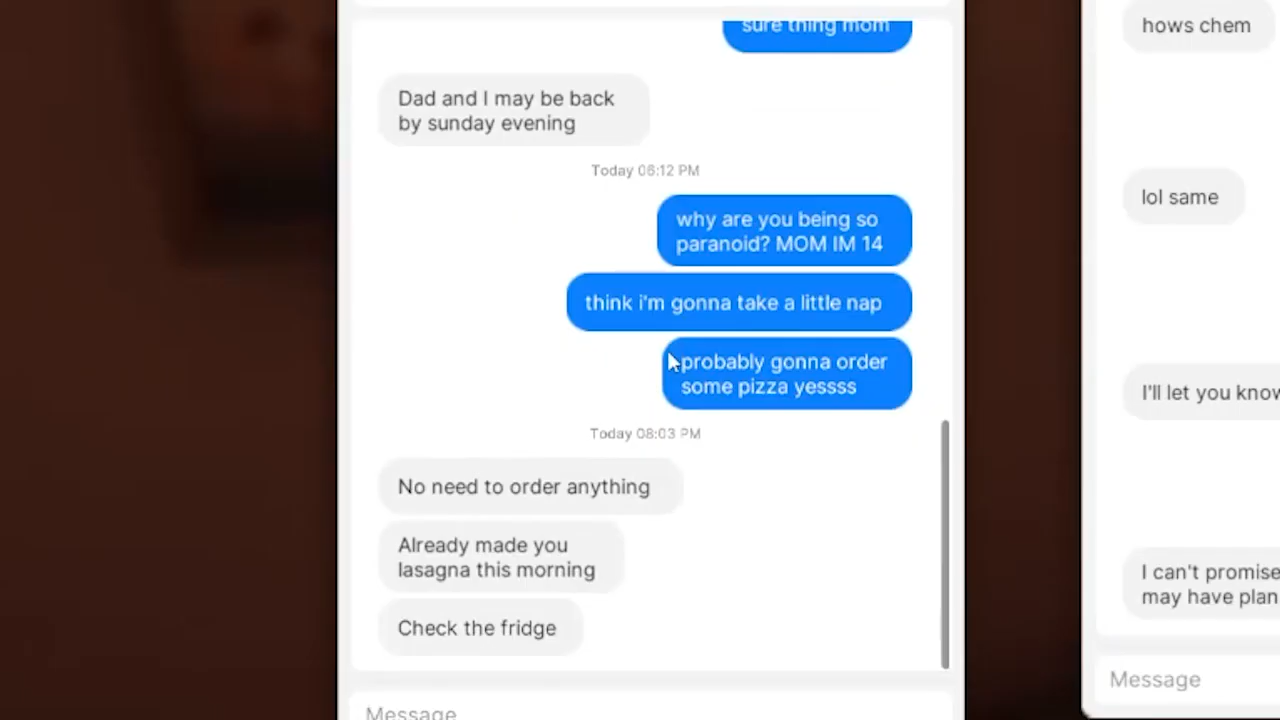 sure thing mom
Dad and I may be back
by sunday evening
Today 06:12 PM
why are you being so
paranoid? MOM IM 14
think i'm gonna take a little nap
probably gonna order
some pizza yessss
Today 08:03 PM
No need to order anything
Already made you
lasagna this morning
Check the fridge
Message
hows chem
lol same
I'll let you know
I can't promise
may have plan
Message